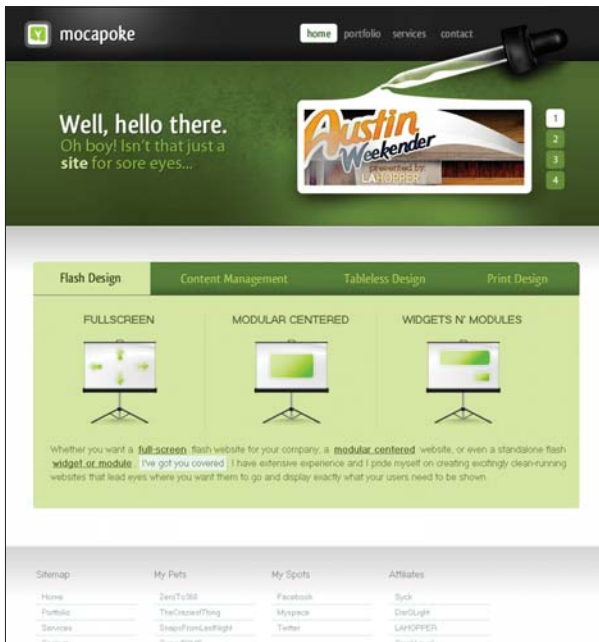 mocapoke
home portfolio services contact
Well, hello there.
Oh boy! Isn't that just a
site for sore eyes...
Austin
Weekender
presented by
LAHOPPER
1
2
3
4
Flash Design Content Management Tableless Design Print Design
FULLSCREEN MODULAR CENTERED WIDGETS N' MODULES
Whether you want a full-screen flash website for your company, a modular centered website, or even a standalone flash
widget or module, I've got you covered. I have extensive experience and I pride myself on creating excitingly clean-running
websites that lead eyes where you want them to go and display exactly what your users need to be shown
Sitemap My Pets My Spots Affiliates
Home ZeroTo360 Facebook Syck
Portfolio TheCraziestThing Myspace DarGLight
Services SnapsFromLastNight Twitter LAHOPPER